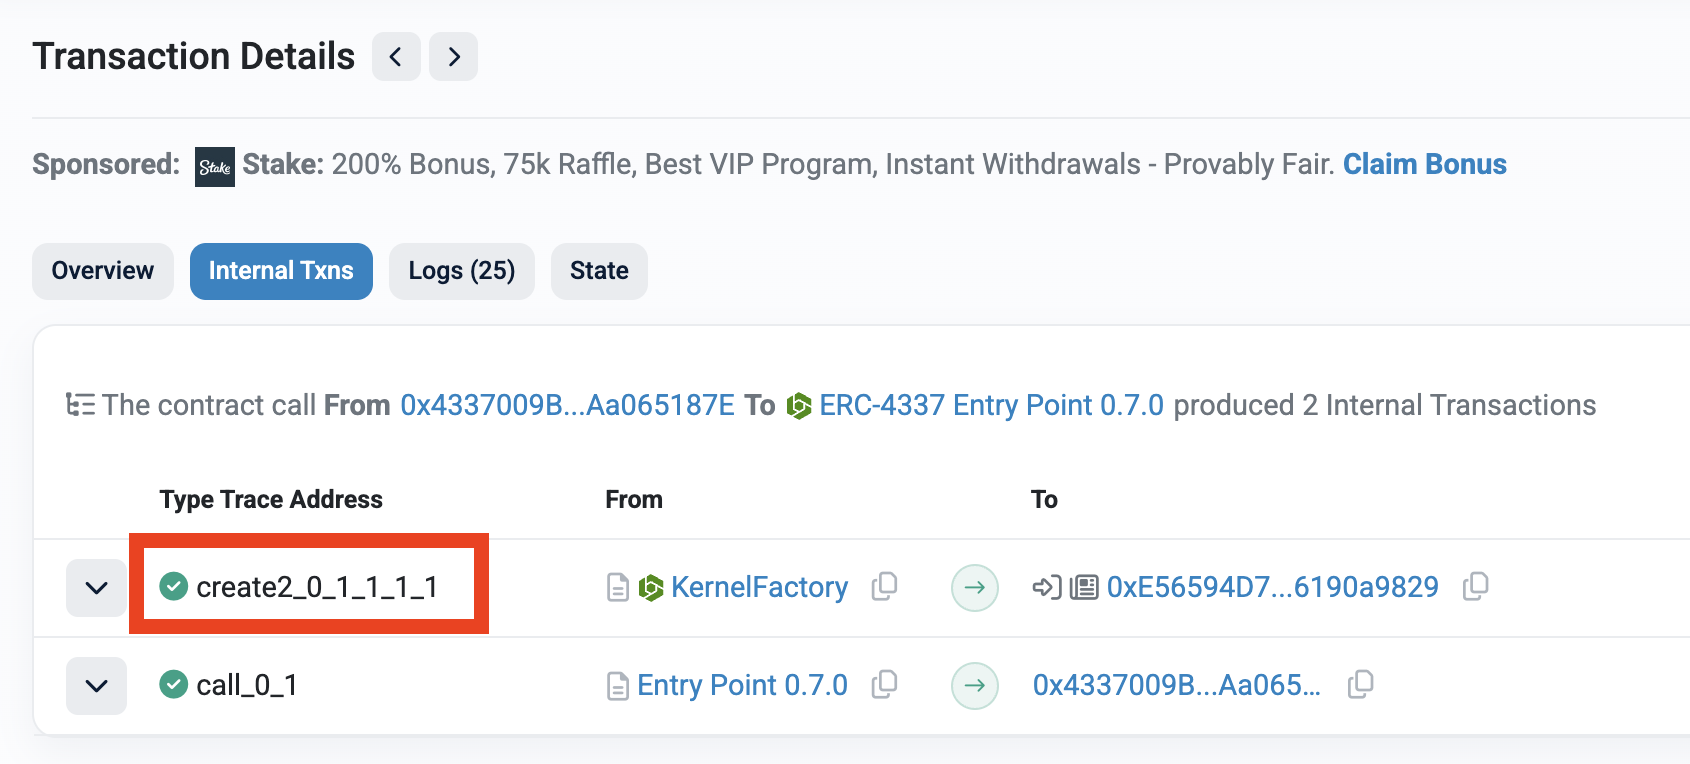 Transaction Details
Sponsored: Stake Stake: 200% Bonus, 75k Raffle, Best VIP Program, Instant Withdrawals - Provably Fair. Claim Bonus
Overview Internal Txns Logs (25) State
The contract call From 0x4337009B...Aa065187E To ERC-4337 Entry Point 0.7.0 produced 2 Internal Transactions
Type Trace Address From To
create2_0_1_1_1_1 KernelFactory 0xE56594D7...6190a9829
call_0_1 Entry Point 0.7.0 0x4337009B...Aa065...